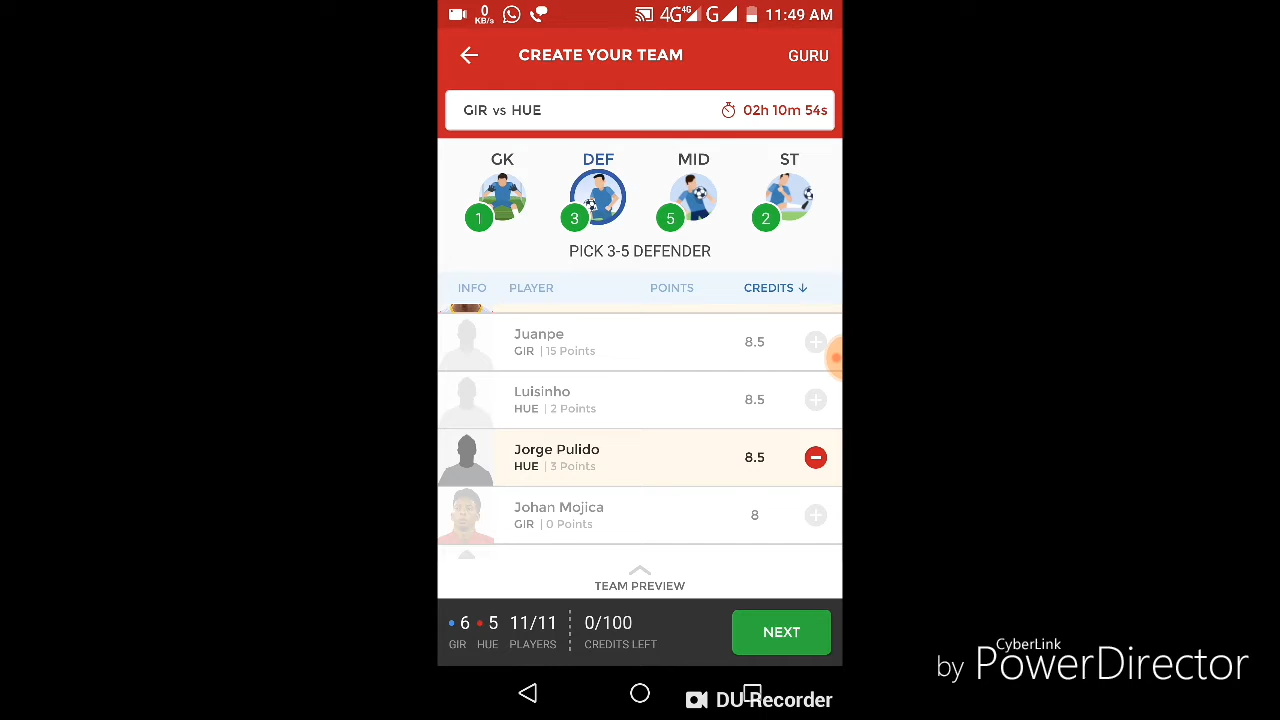 0 KB/s 4G 4G G 11:49 AM
CREATE YOUR TEAM GURU
GIR vs HUE 02h 10m 54s
GK DEF MID ST
1 3 5 2
PICK 3-5 DEFENDER
INFO PLAYER POINTS CREDITS ↓
Juanpe
GIR | 15 Points 8.5
Luisinho
HUE | 2 Points 8.5
Jorge Pulido
HUE | 3 Points 8.5
Johan Mojica
GIR | 0 Points 8
TEAM PREVIEW
6 5 11/11 0/100 NEXT
GIR HUE PLAYERS CREDITS LEFT
CyberLink
by PowerDirector
DU Recorder